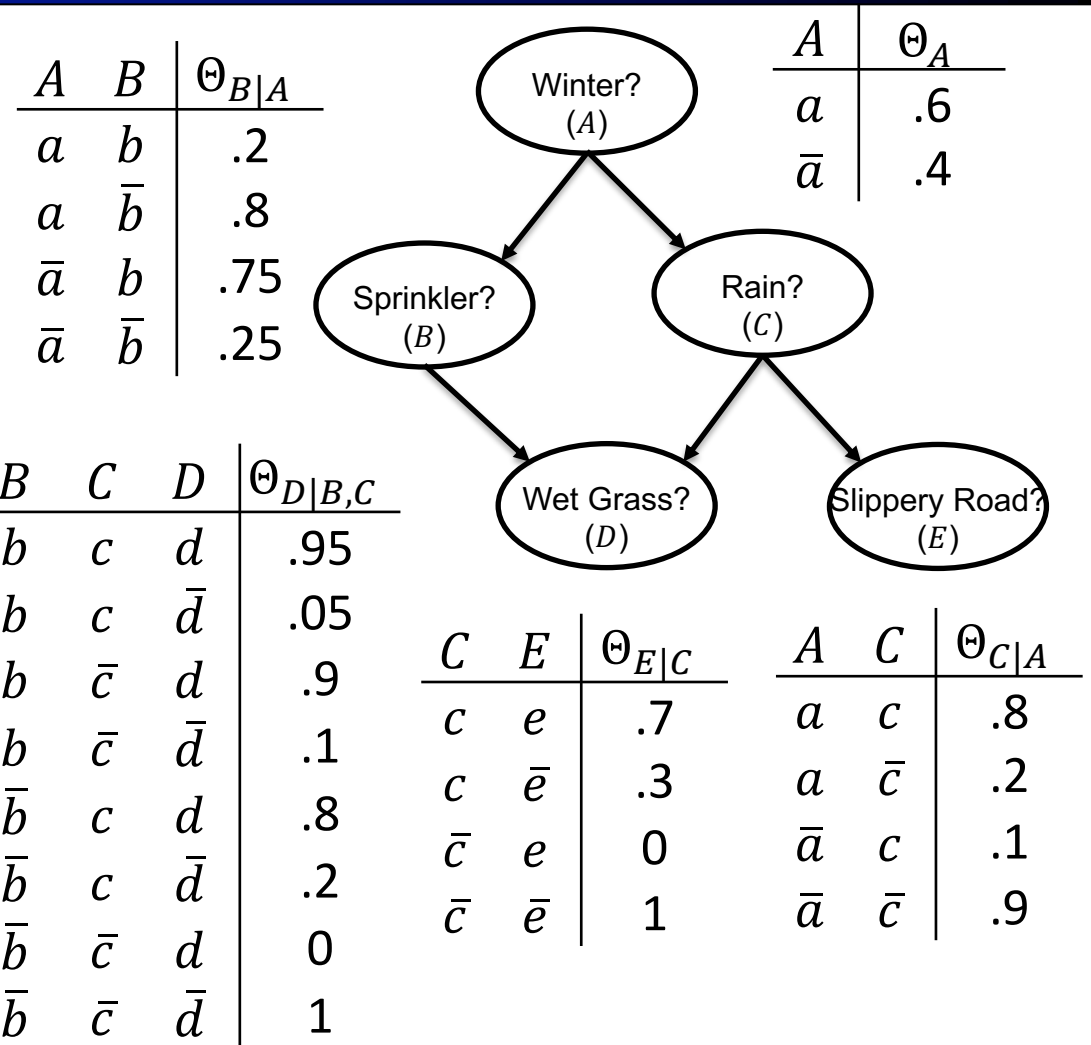 A B Θ_{B|A}
a b .2
a b̅ .8
a̅ b .75
a̅ b̅ .25
Winter?
(A)
A Θ_A
a .6
a̅ .4
Sprinkler?
(B)
Rain?
(C)
Wet Grass?
(D)
Slippery Road?
(E)
B C D Θ_{D|B,C}
b c d .95
b c d̅ .05
b c̅ d .9
b c̅ d̅ .1
b̅ c d .8
b̅ c d̅ .2
b̅ c̅ d 0
b̅ c̅ d̅ 1
C E Θ_{E|C}
c e .7
c e̅ .3
c̅ e 0
c̅ e̅ 1
A C Θ_{C|A}
a c .8
a c̅ .2
a̅ c .1
a̅ c̅ .9